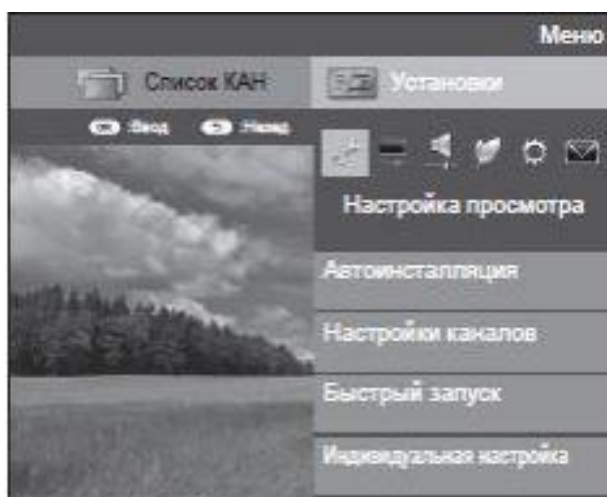 Меню
Список КАН
Установки
:Ввод :Назад
Настройка просмотра
Автоинсталляция
Настройки каналов
Быстрый запуск
Индивидуальная настройка